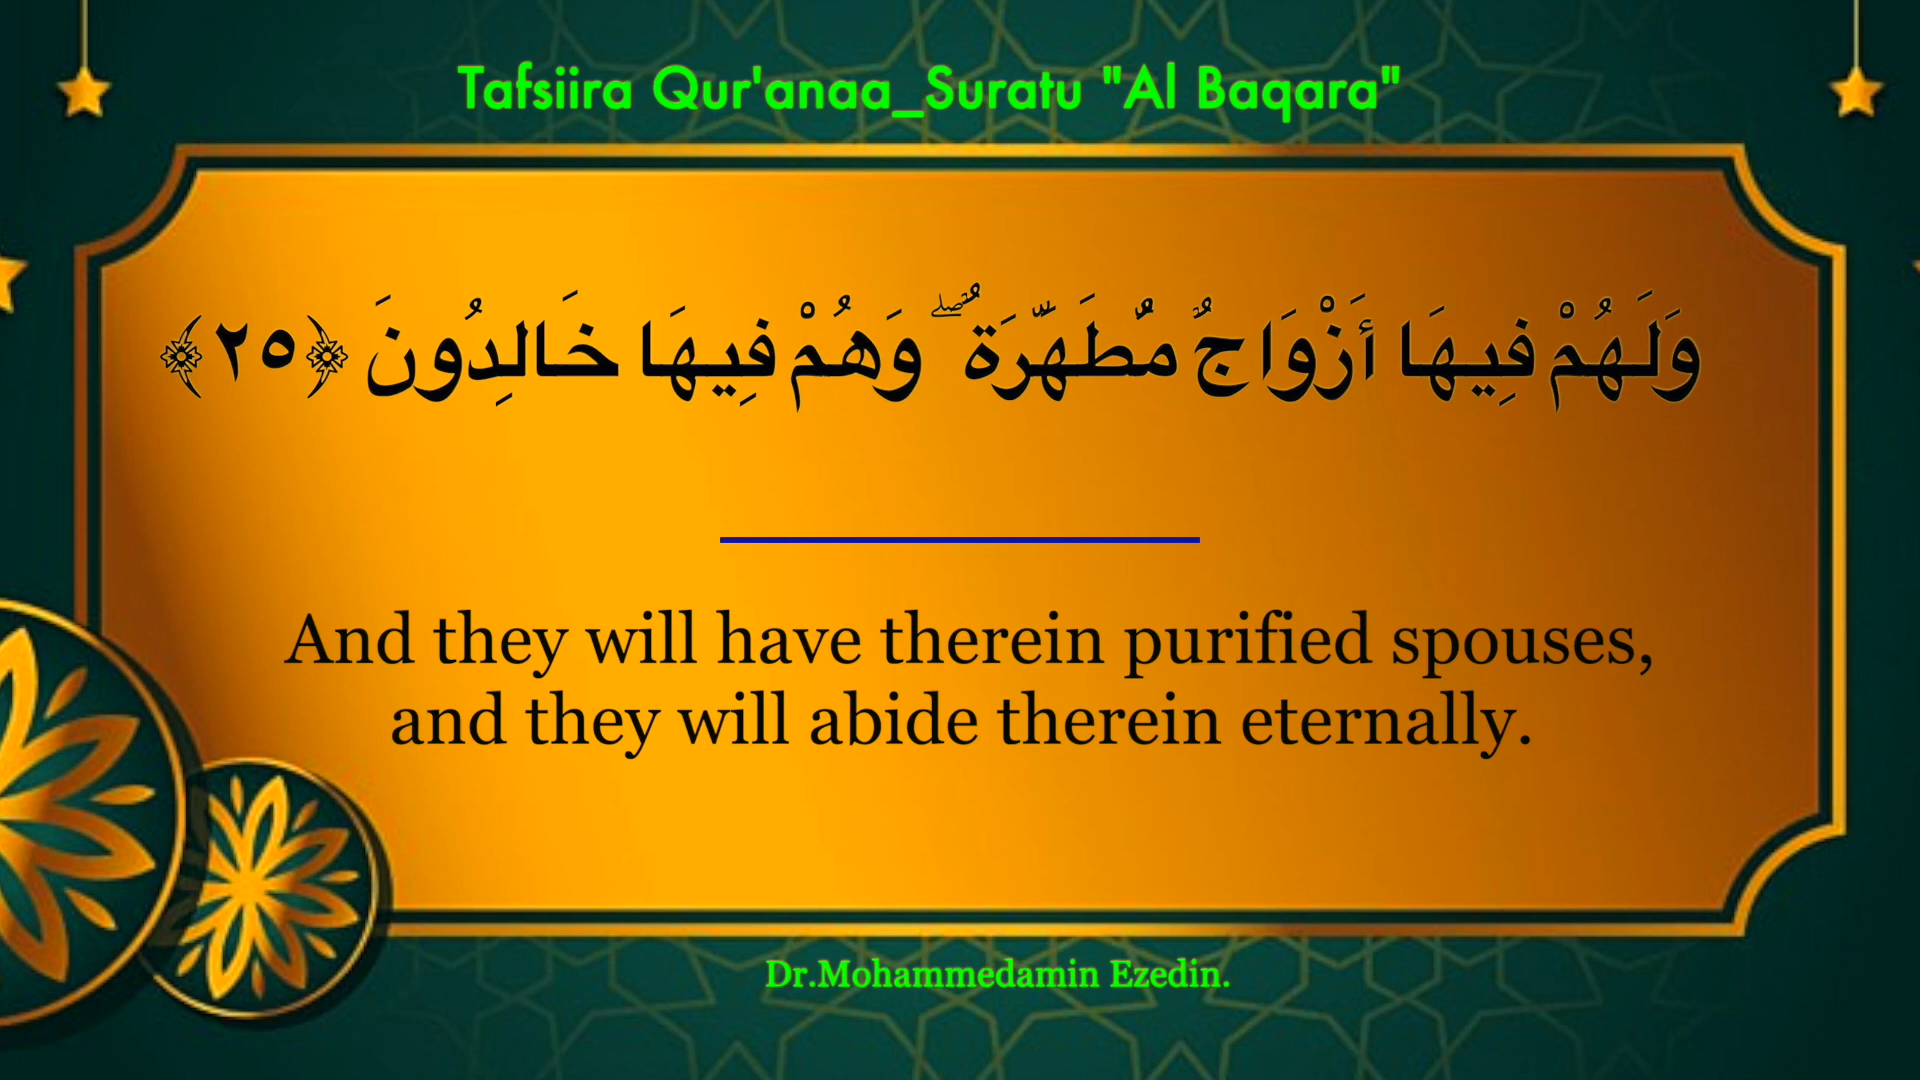 Tafsiira Qur'anaa_Suratu "Al Baqara"
وَلَهُمْ فِيهَا أَزْوَاجٌ مُّطَهَّرَةٌ ۖ وَهُمْ فِيهَا خَالِدُونَ ﴿٢٥﴾
And they will have therein purified spouses,
and they will abide therein eternally.
Dr.Mohammedamin Ezedin.